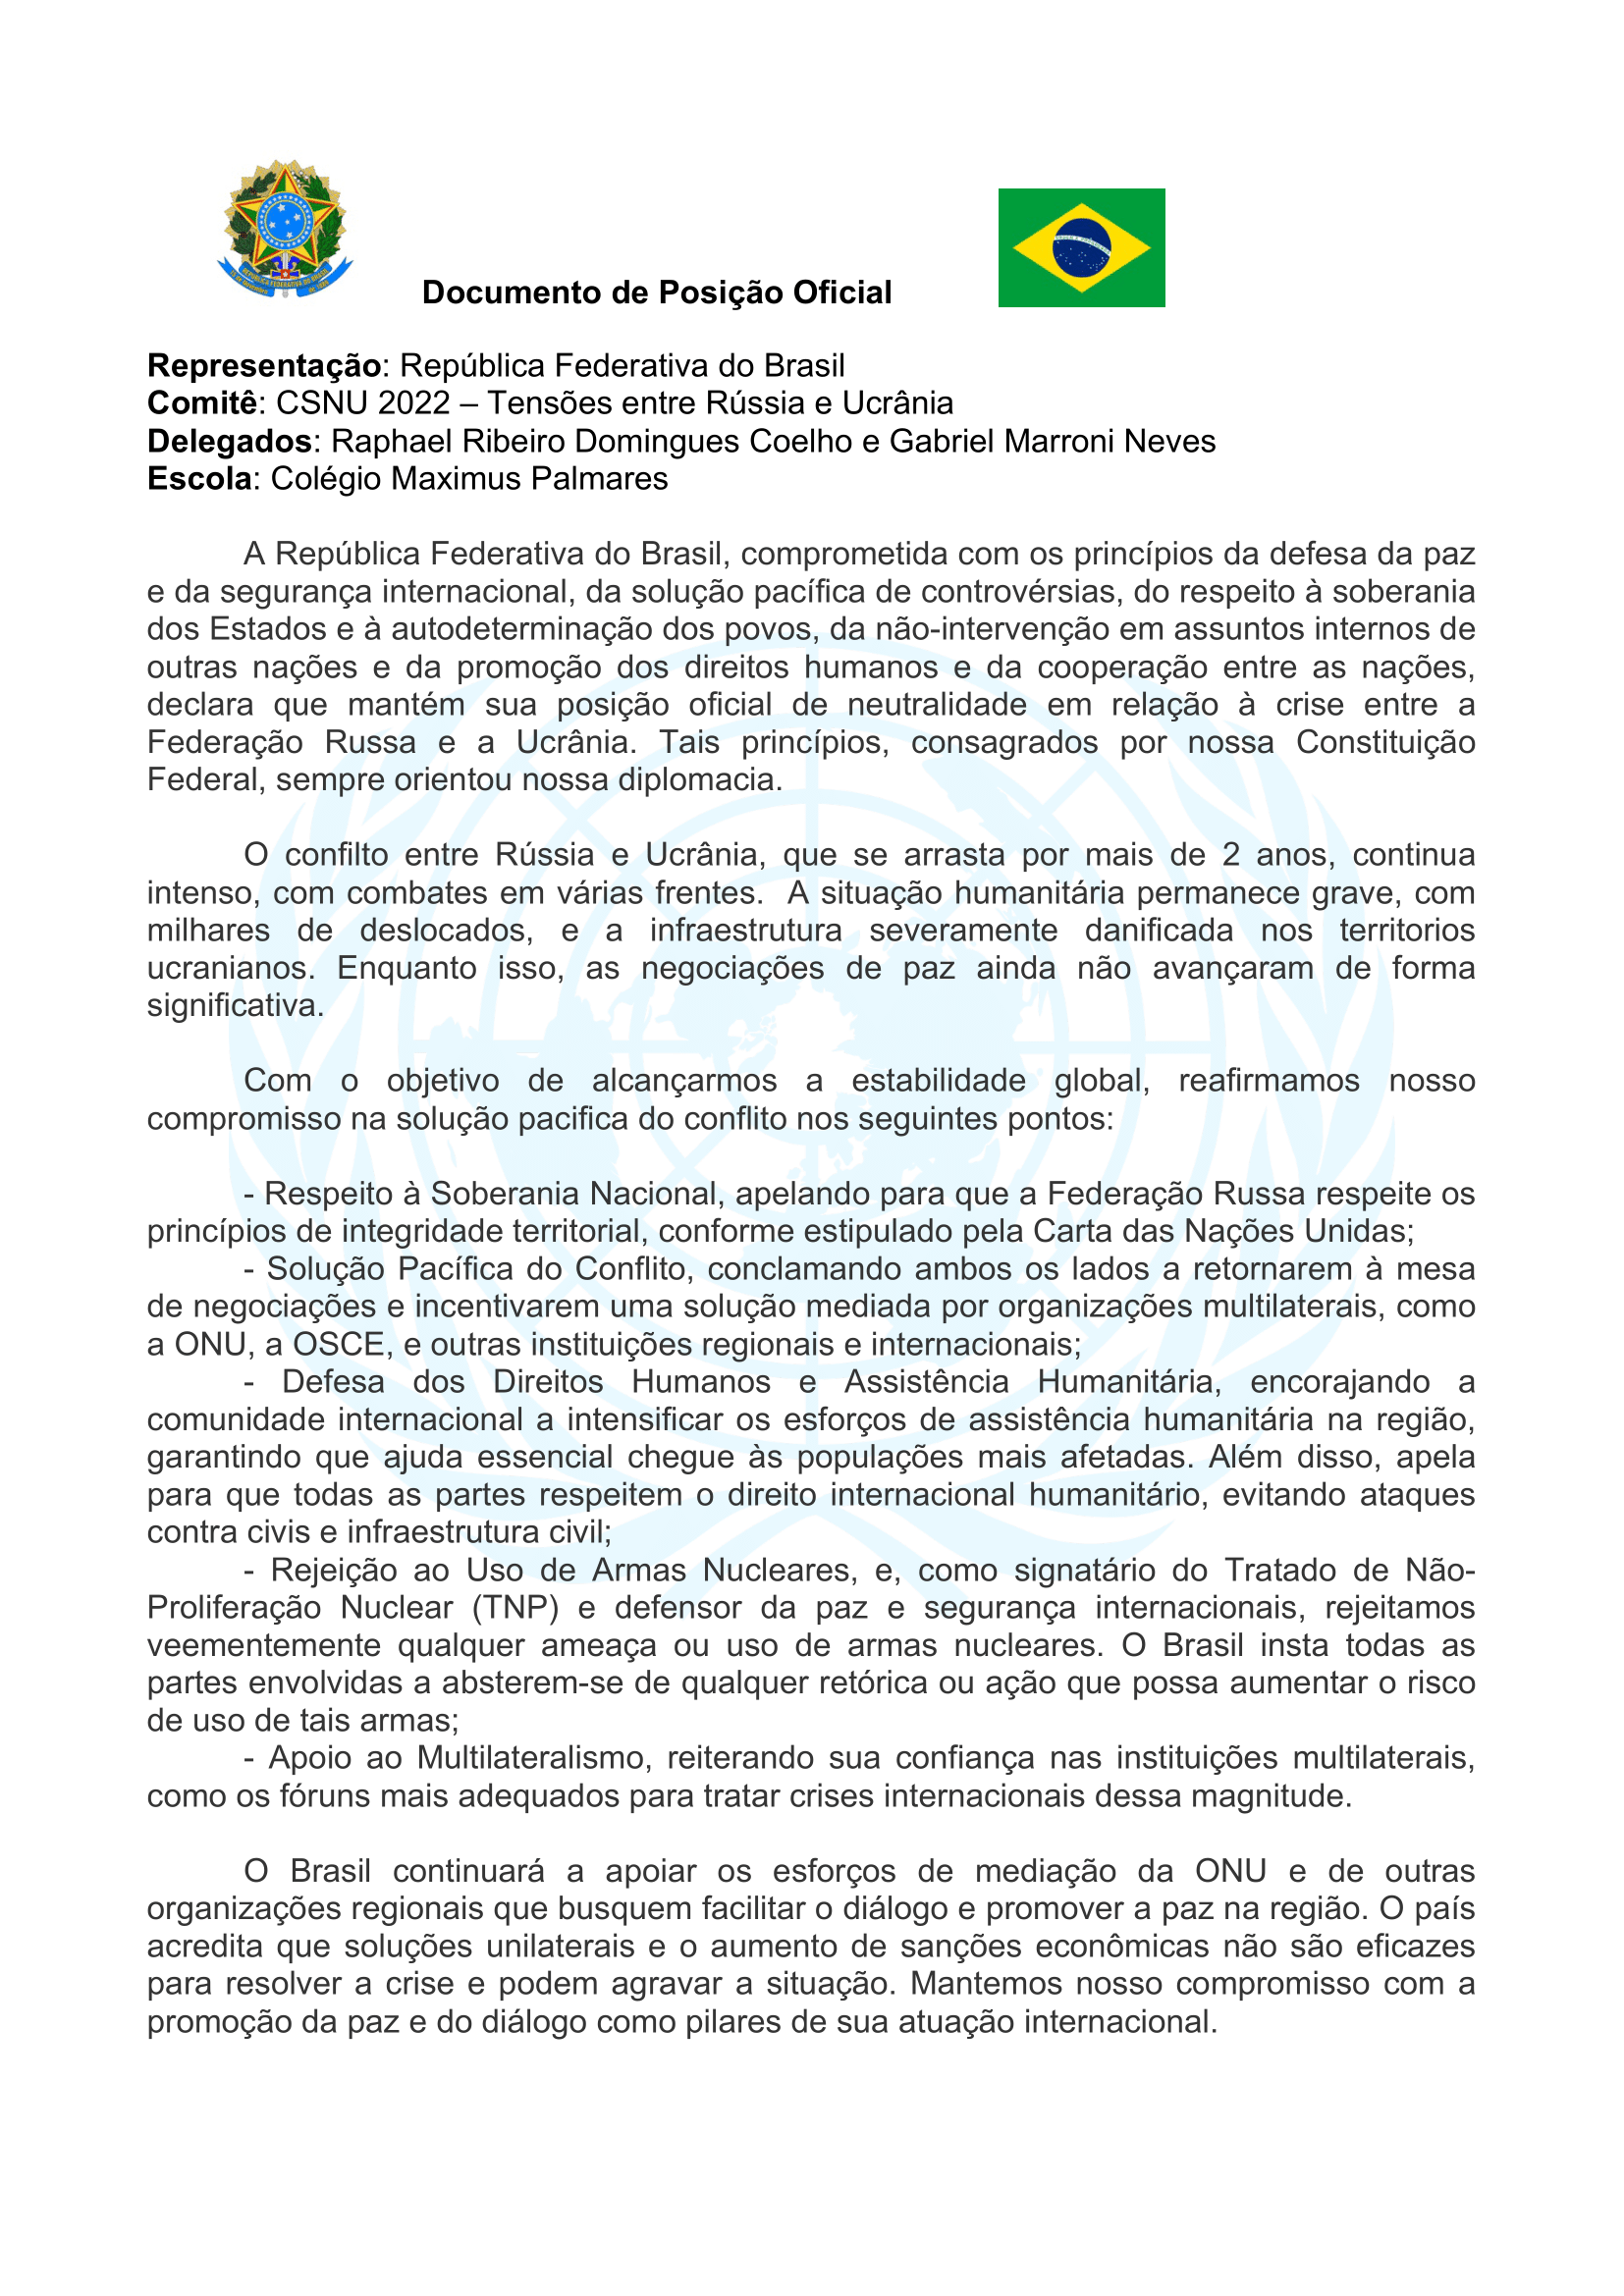 Documento de Posição Oficial
Representação: República Federativa do Brasil
Comitê: CSNU 2022 – Tensões entre Rússia e Ucrânia
Delegados: Raphael Ribeiro Domingues Coelho e Gabriel Marroni Neves
Escola: Colégio Maximus Palmares
A República Federativa do Brasil, comprometida com os princípios da defesa da paz
e da segurança internacional, da solução pacífica de controvérsias, do respeito à soberania
dos Estados e à autodeterminação dos povos, da não-intervenção em assuntos internos de
outras nações e da promoção dos direitos humanos e da cooperação entre as nações,
declara que mantém sua posição oficial de neutralidade em relação à crise entre a
Federação Russa e a Ucrânia. Tais princípios, consagrados por nossa Constituição
Federal, sempre orientou nossa diplomacia.
O confilto entre Rússia e Ucrânia, que se arrasta por mais de 2 anos, continua
intenso, com combates em várias frentes. A situação humanitária permanece grave, com
milhares de deslocados, e a infraestrutura severamente danificada nos territorios
ucranianos. Enquanto isso, as negociações de paz ainda não avançaram de forma
significativa.
Com o objetivo de alcançarmos a estabilidade global, reafirmamos nosso
compromisso na solução pacifica do conflito nos seguintes pontos:
- Respeito à Soberania Nacional, apelando para que a Federação Russa respeite os
princípios de integridade territorial, conforme estipulado pela Carta das Nações Unidas;
- Solução Pacífica do Conflito, conclamando ambos os lados a retornarem à mesa
de negociações e incentivarem uma solução mediada por organizações multilaterais, como
a ONU, a OSCE, e outras instituições regionais e internacionais;
- Defesa dos Direitos Humanos e Assistência Humanitária, encorajando a
comunidade internacional a intensificar os esforços de assistência humanitária na região,
garantindo que ajuda essencial chegue às populações mais afetadas. Além disso, apela
para que todas as partes respeitem o direito internacional humanitário, evitando ataques
contra civis e infraestrutura civil;
- Rejeição ao Uso de Armas Nucleares, e, como signatário do Tratado de Não-
Proliferação Nuclear (TNP) e defensor da paz e segurança internacionais, rejeitamos
veementemente qualquer ameaça ou uso de armas nucleares. O Brasil insta todas as
partes envolvidas a absterem-se de qualquer retórica ou ação que possa aumentar o risco
de uso de tais armas;
- Apoio ao Multilateralismo, reiterando sua confiança nas instituições multilaterais,
como os fóruns mais adequados para tratar crises internacionais dessa magnitude.
O Brasil continuará a apoiar os esforços de mediação da ONU e de outras
organizações regionais que busquem facilitar o diálogo e promover a paz na região. O país
acredita que soluções unilaterais e o aumento de sanções econômicas não são eficazes
para resolver a crise e podem agravar a situação. Mantemos nosso compromisso com a
promoção da paz e do diálogo como pilares de sua atuação internacional.